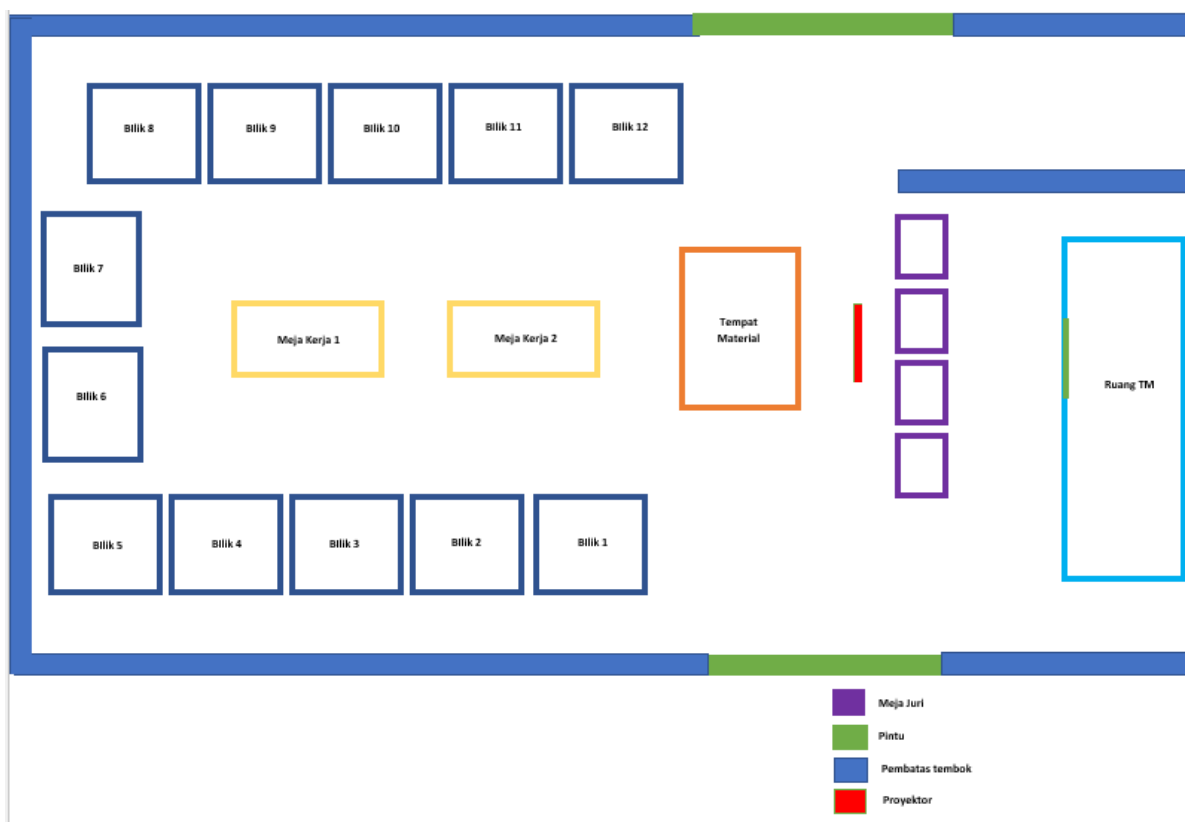 BIlik 8
BIlik 9
BIlik 10
BIlik 11
BIlik 12
BIlik 7
Meja Kerja 1
Meja Kerja 2
Tempat
Material
BIlik 6
Ruang TM
BIlik 5
BIlik 4
BIlik 3
BIlik 2
BIlik 1
Meja Juri
Pintu
Pembatas tembok
Proyektor